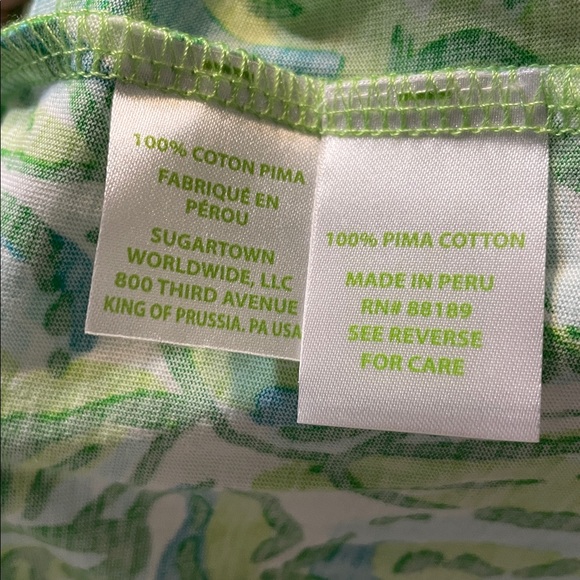 100% COTON PIMA
FABRIQUÉ EN
PÉROU
SUGARTOWN
WORLDWIDE, LLC
800 THIRD AVENUE
KING OF PRUSSIA. PA USA
100% PIMA COTTON
MADE IN PERU
RN# 88189
SEE REVERSE
FOR CARE